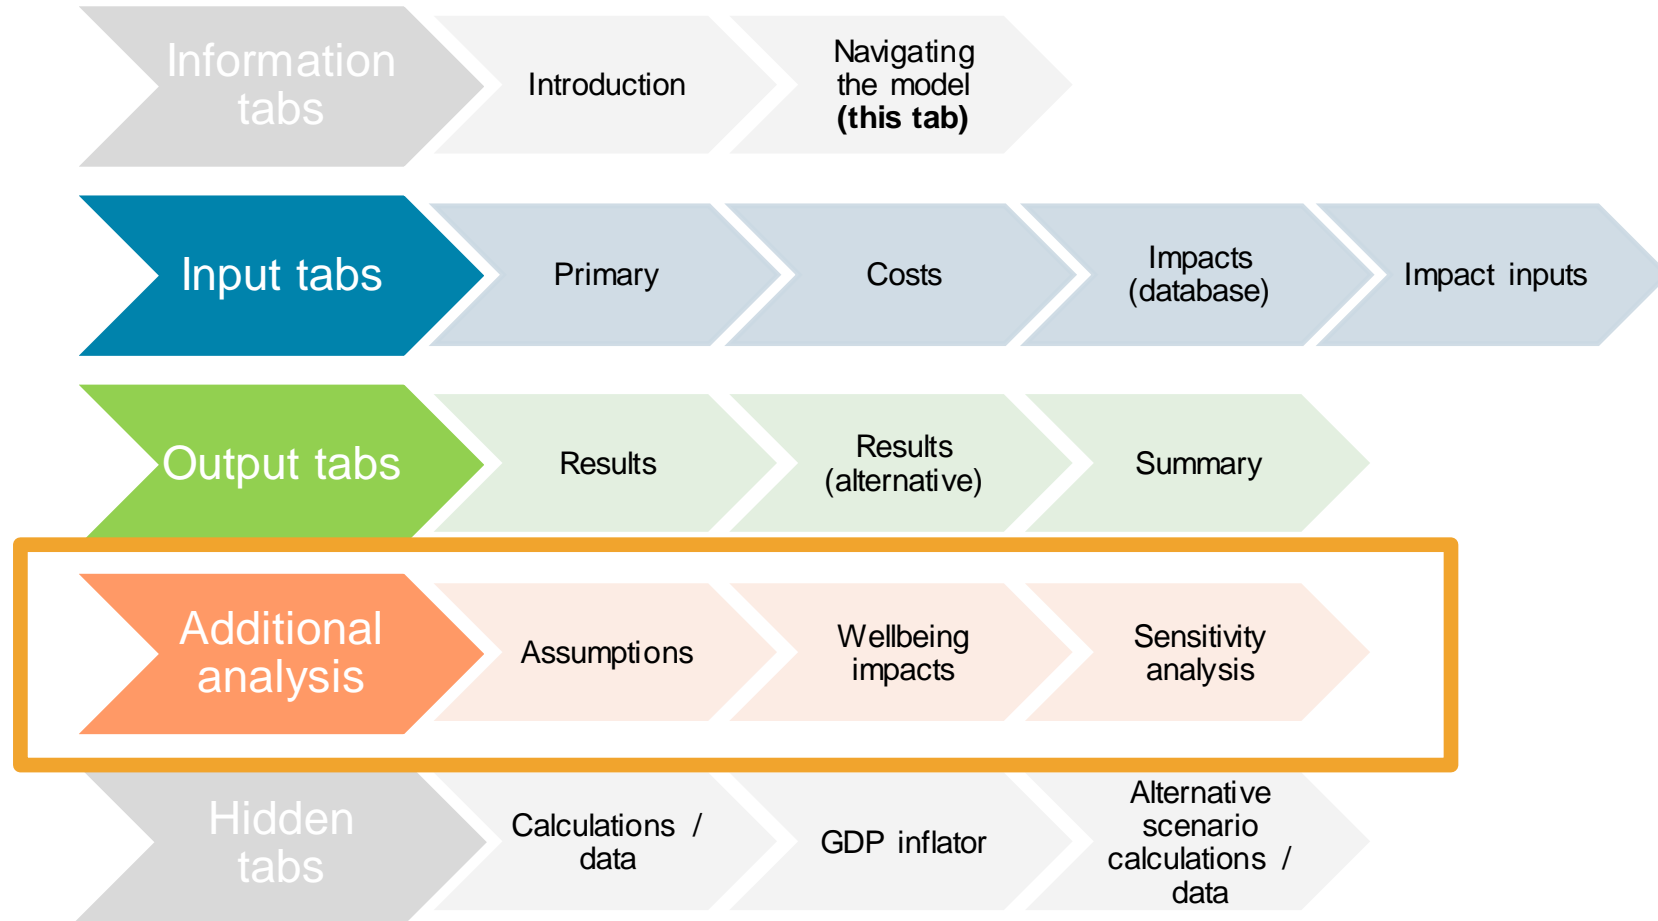 Information
tabs
Introduction
Navigating
the model
(this tab)
Input tabs
Primary
Costs
Impacts
(database)
Impact inputs
Output tabs
Results
Results
(alternative)
Summary
Additional
analysis
Assumptions
Wellbeing
impacts
Sensitivity
analysis
Hidden
tabs
Calculations /
data
GDP inflator
Alternative
scenario
calculations /
data